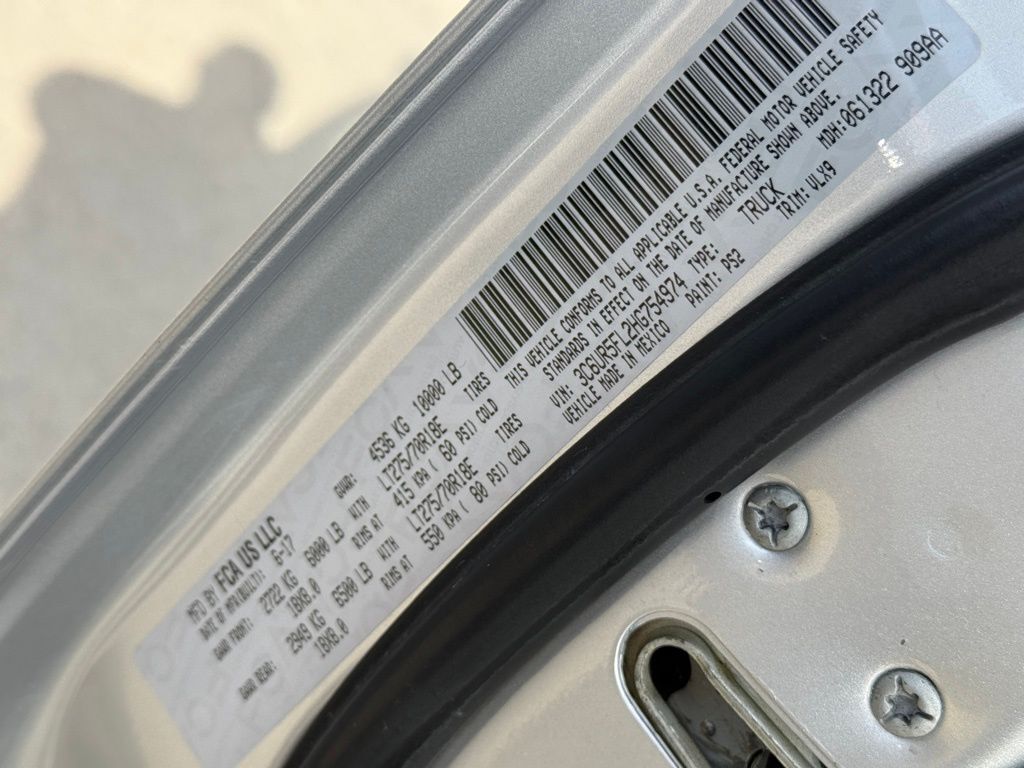 MFD BY FCA US LLC
DATE OF MFR(BUILT): 6-17
GVWR: 4536 KG 10000 LB
GAWR FRONT: 2722 KG 6000 LB WITH LT275/70R18E TIRES
18X8.0 RIMS AT 415 KPA ( 60 PSI) COLD
GAWR REAR: 2949 KG 6500 LB WITH LT275/70R18E TIRES
18X8.0 RIMS AT 550 KPA ( 80 PSI) COLD
THIS VEHICLE CONFORMS TO ALL APPLICABLE U.S.A. FEDERAL MOTOR VEHICLE SAFETY
STANDARDS IN EFFECT ON THE DATE OF MANUFACTURE SHOWN ABOVE.
MDH:061322 909AA
VIN: 3C6UR5FL2HG754974 TYPE: TRUCK
VEHICLE MADE IN MEXICO PAINT: PS2 TRIM: VLX9